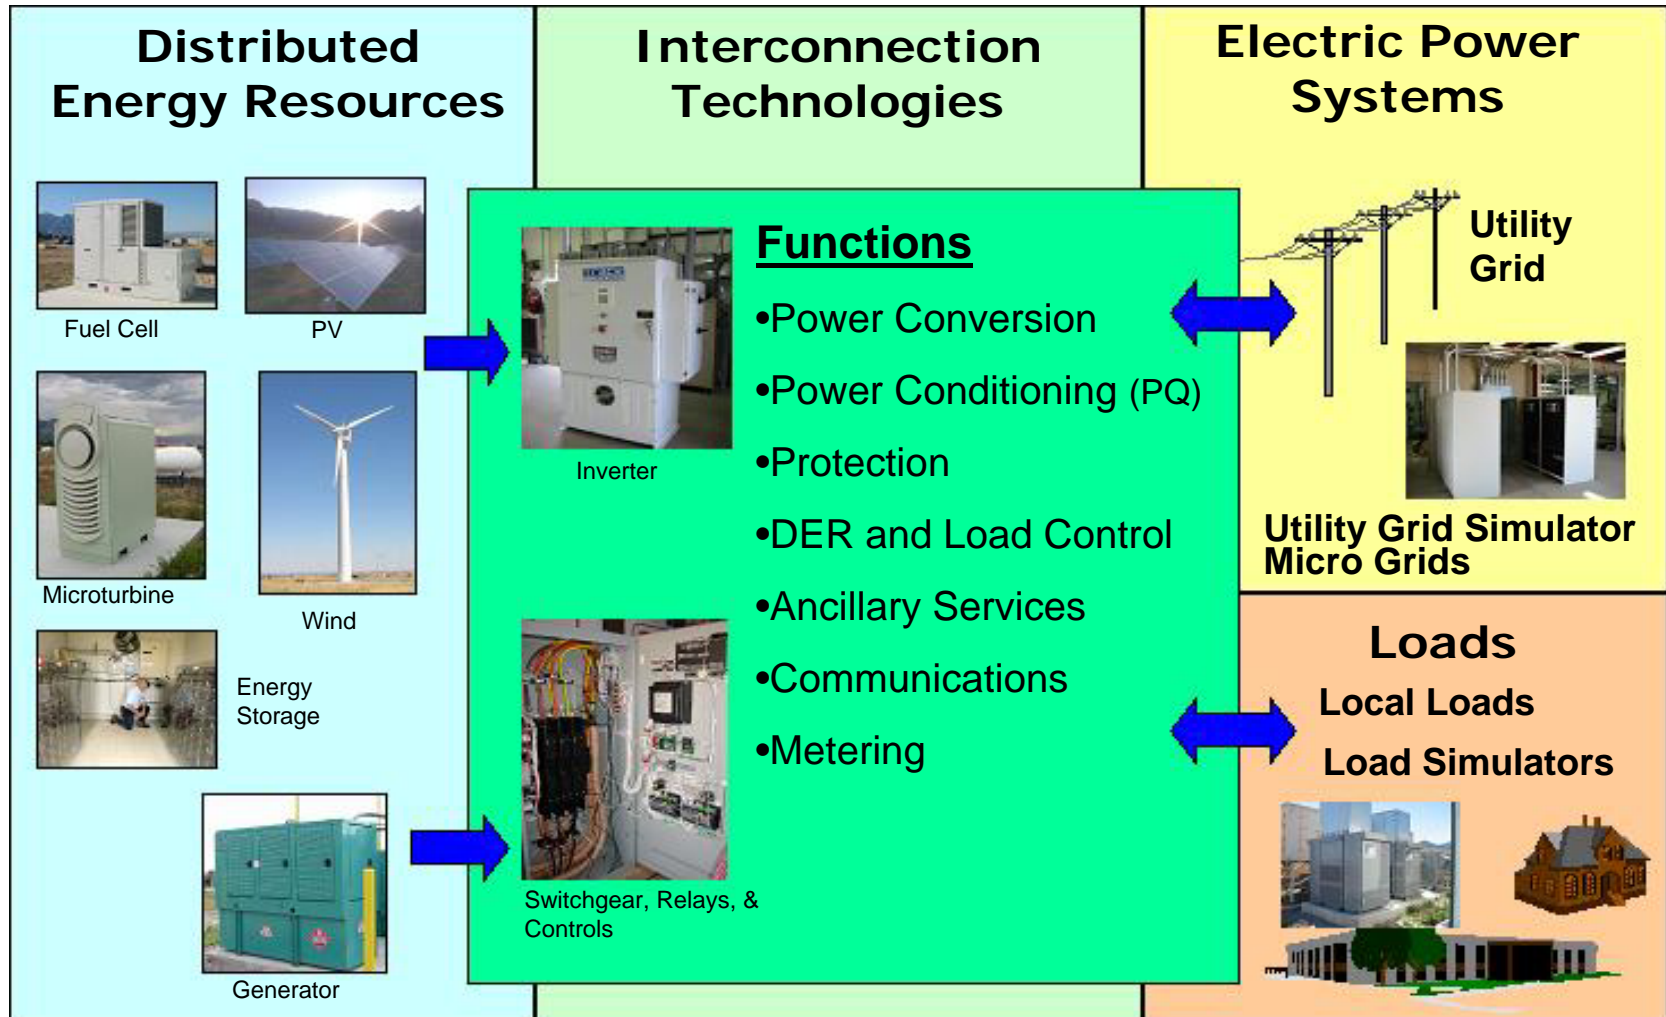 Distributed
Energy Resources
Fuel Cell
PV
Microturbine
Wind
Energy
Storage
Generator
Interconnection
Technologies
Inverter
Switchgear, Relays, &
Controls
Functions
•Power Conversion
•Power Conditioning (PQ)
•Protection
•DER and Load Control
•Ancillary Services
•Communications
•Metering
Electric Power
Systems
Utility
Grid
Utility Grid Simulator
Micro Grids
Loads
Local Loads
Load Simulators